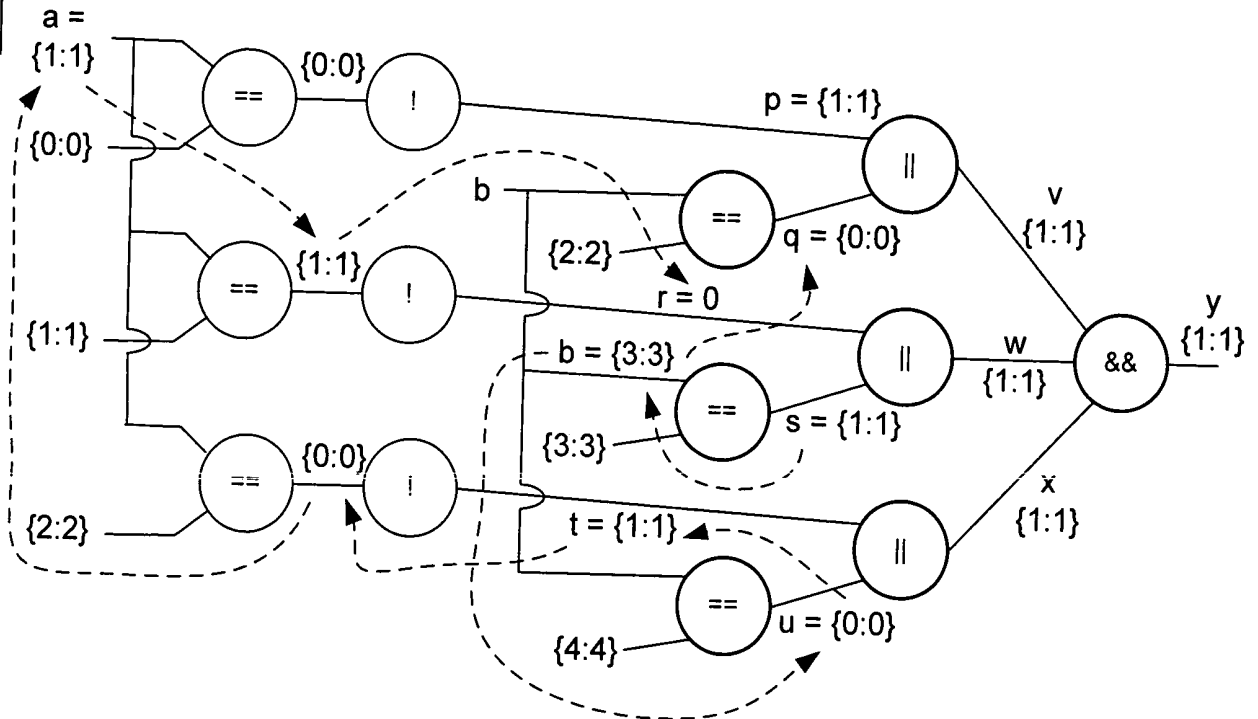 a =
{1:1}
==
{0:0}
!
{0:0}
p = {1:1}
||
b
==
{2:2}
q = {0:0}
v
{1:1}
==
{1:1}
!
{1:1}
r = 0
b = {3:3}
||
w
{1:1}
&&
y
{1:1}
==
{3:3}
s = {1:1}
==
{0:0}
!
{2:2}
t = {1:1}
||
x
{1:1}
==
u = {0:0}
{4:4}